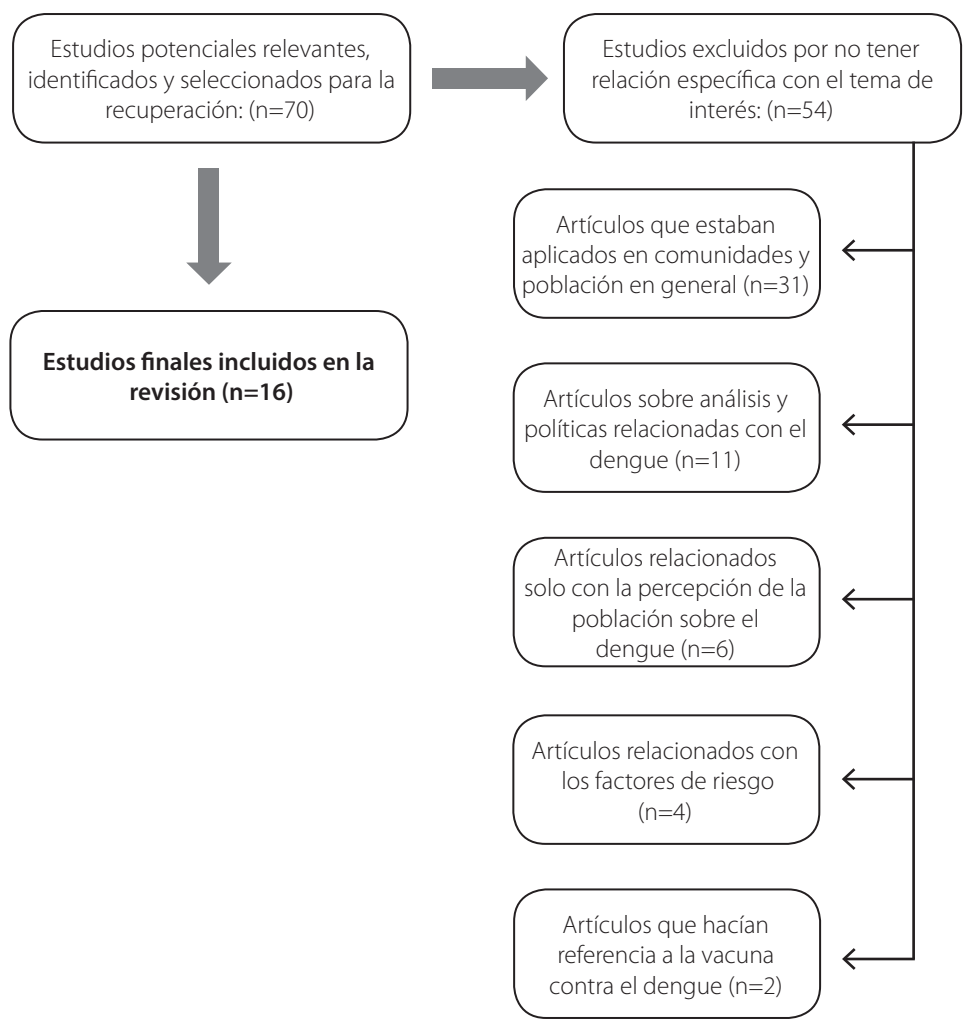 Estudios potenciales relevantes,
identificados y seleccionados para la
recuperación: (n=70)
Estudios excluidos por no tener
relación específica con el tema de
interés: (n=54)
Artículos que estaban
aplicados en comunidades y
población en general (n=31)
Estudios finales incluidos en la
revisión (n=16)
Artículos sobre análisis y
políticas relacionadas con el
dengue (n=11)
Artículos relacionados
solo con la percepción de la
población sobre el
dengue (n=6)
Artículos relacionados con
los factores de riesgo
(n=4)
Artículos que hacían
referencia a la vacuna
contra el dengue (n=2)